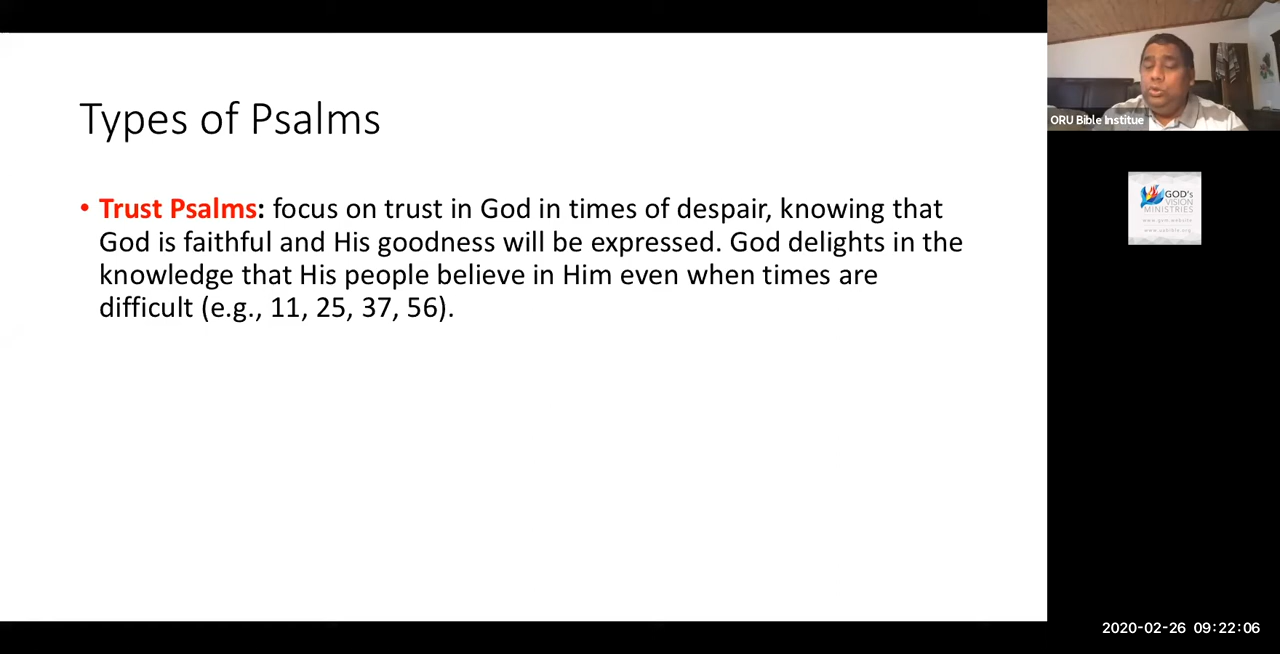 Types of Psalms
• Trust Psalms: focus on trust in God in times of despair, knowing that
God is faithful and His goodness will be expressed. God delights in the
knowledge that His people believe in Him even when times are
difficult (e.g., 11, 25, 37, 56).
ORU Bible Institue
GOD's
VISION
MINISTRIES
2020-02-26 09:22:06